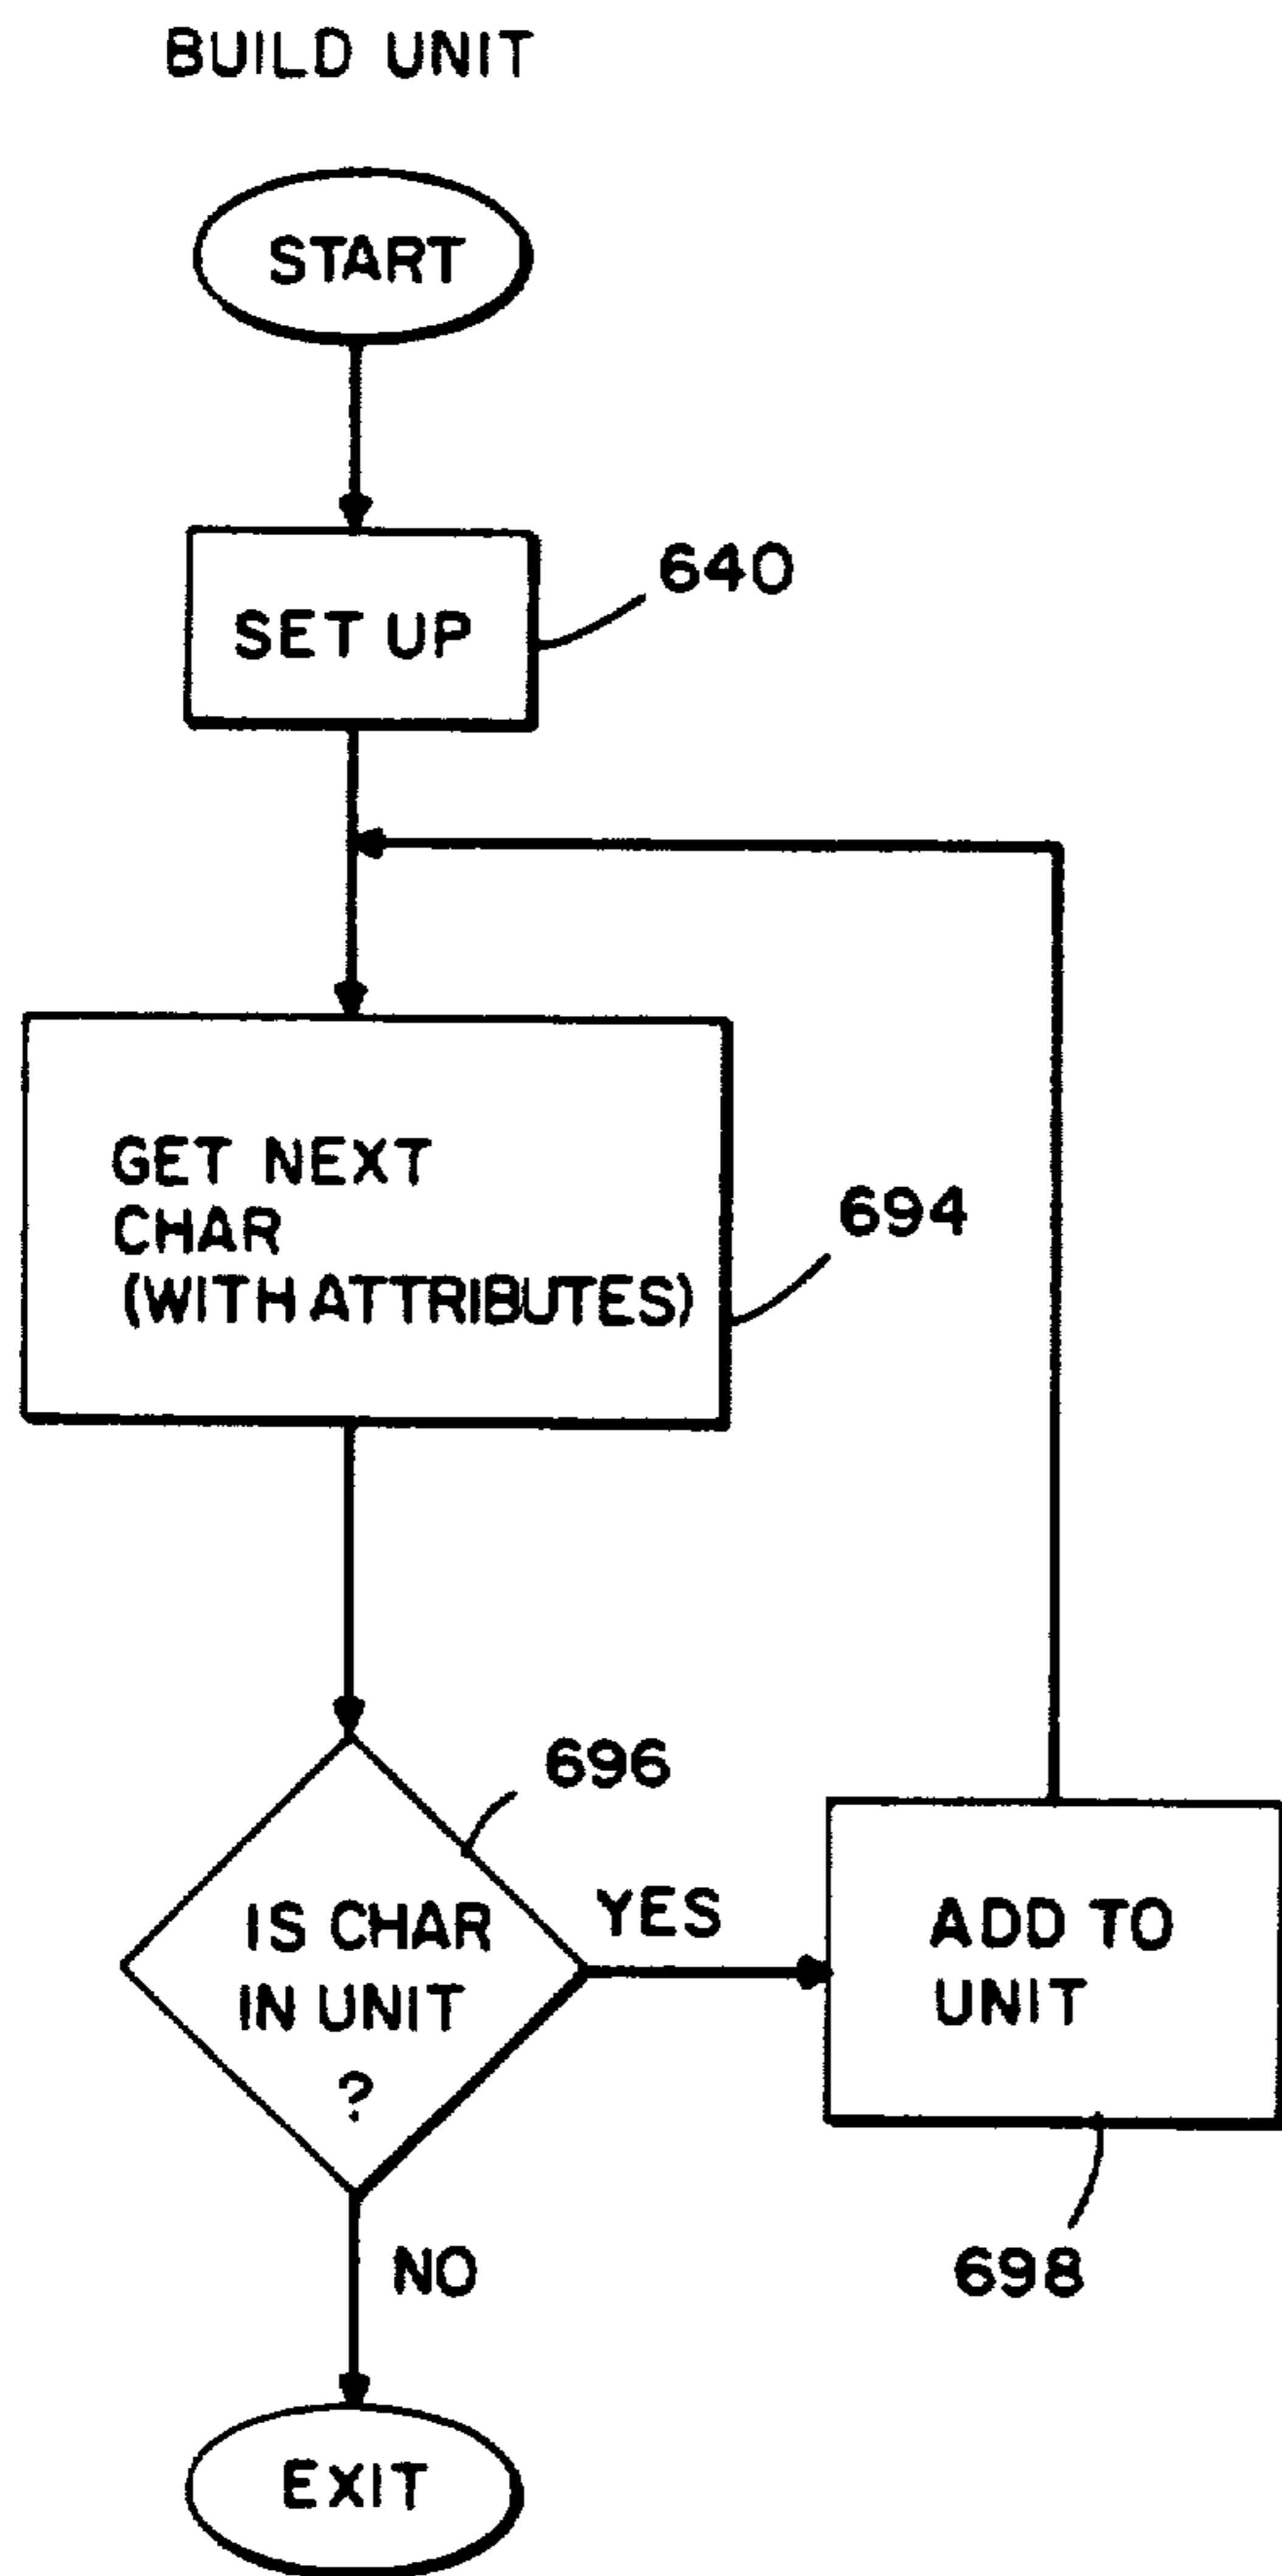 BUILD UNIT
START
640
SET UP
GET NEXT
CHAR
(WITH ATTRIBUTES)
694
696
IS CHAR
IN UNIT
?
YES
ADD TO
UNIT
NO
698
EXIT